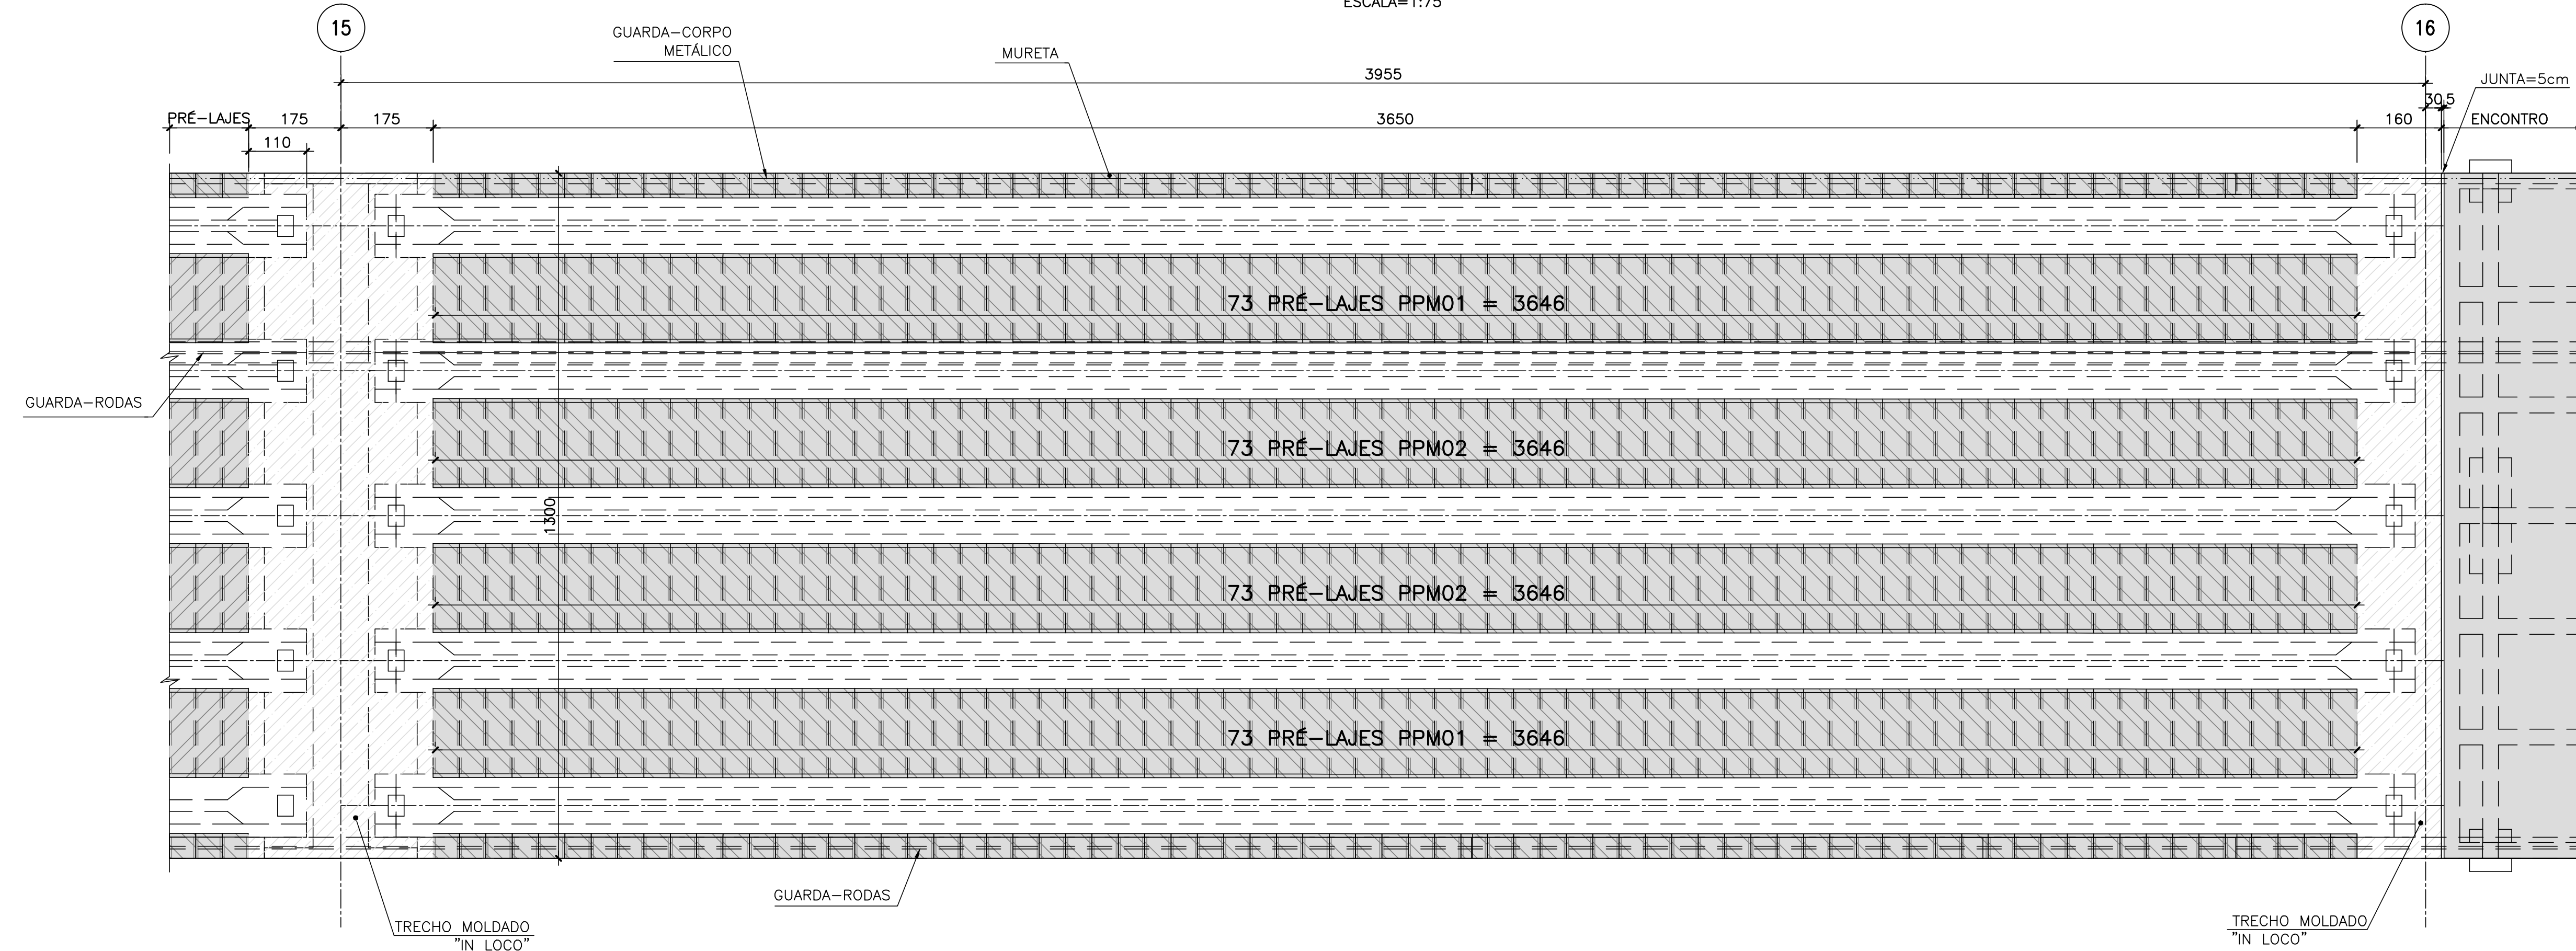 ESCALA=1:75
15
16
GUARDA-CORPO
METÁLICO
MURETA
3955
JUNTA=5cm
30 5
PRÉ-LAJES
175
175
3650
160
ENCONTRO
110
73 PRÉ-LAJES PPM01 = 3646
GUARDA-RODAS
73 PRÉ-LAJES PPM02 = 3646
1300
73 PRÉ-LAJES PPM02 = 3646
73 PRÉ-LAJES PPM01 = 3646
GUARDA-RODAS
TRECHO MOLDADO
"IN LOCO"
TRECHO MOLDADO
"IN LOCO"